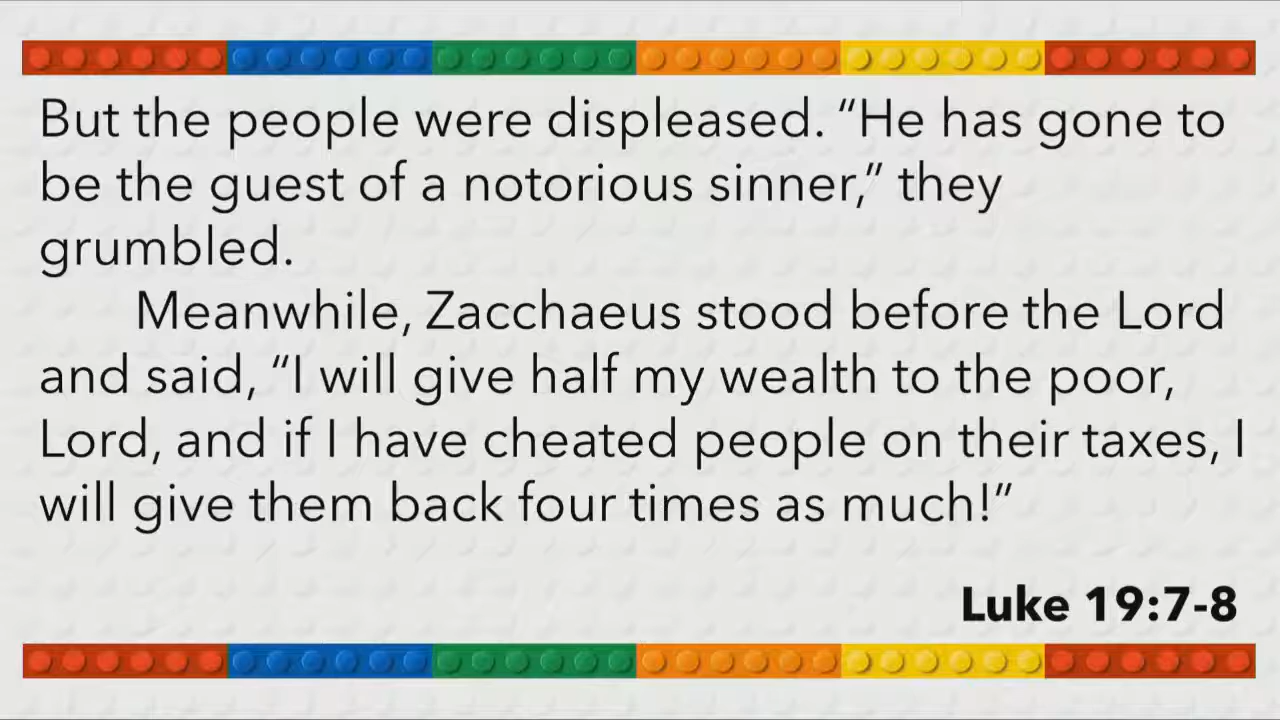 But the people were displeased. “He has gone to
be the guest of a notorious sinner,” they
grumbled.
Meanwhile, Zacchaeus stood before the Lord
and said, “I will give half my wealth to the poor,
Lord, and if I have cheated people on their taxes, I
will give them back four times as much!”
Luke 19:7-8